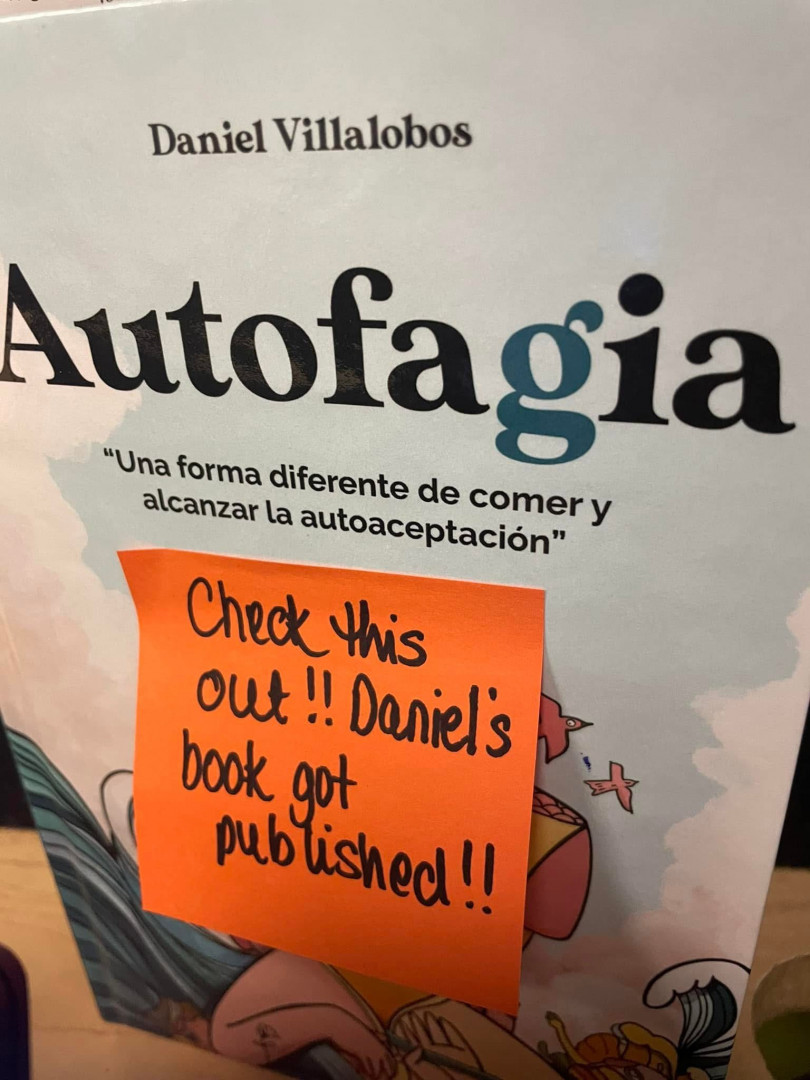 Daniel Villalobos
Autofagia
“Una forma diferente de comer y
alcanzar la autoaceptación”
Check this
out!! Daniel's
book got
published!!